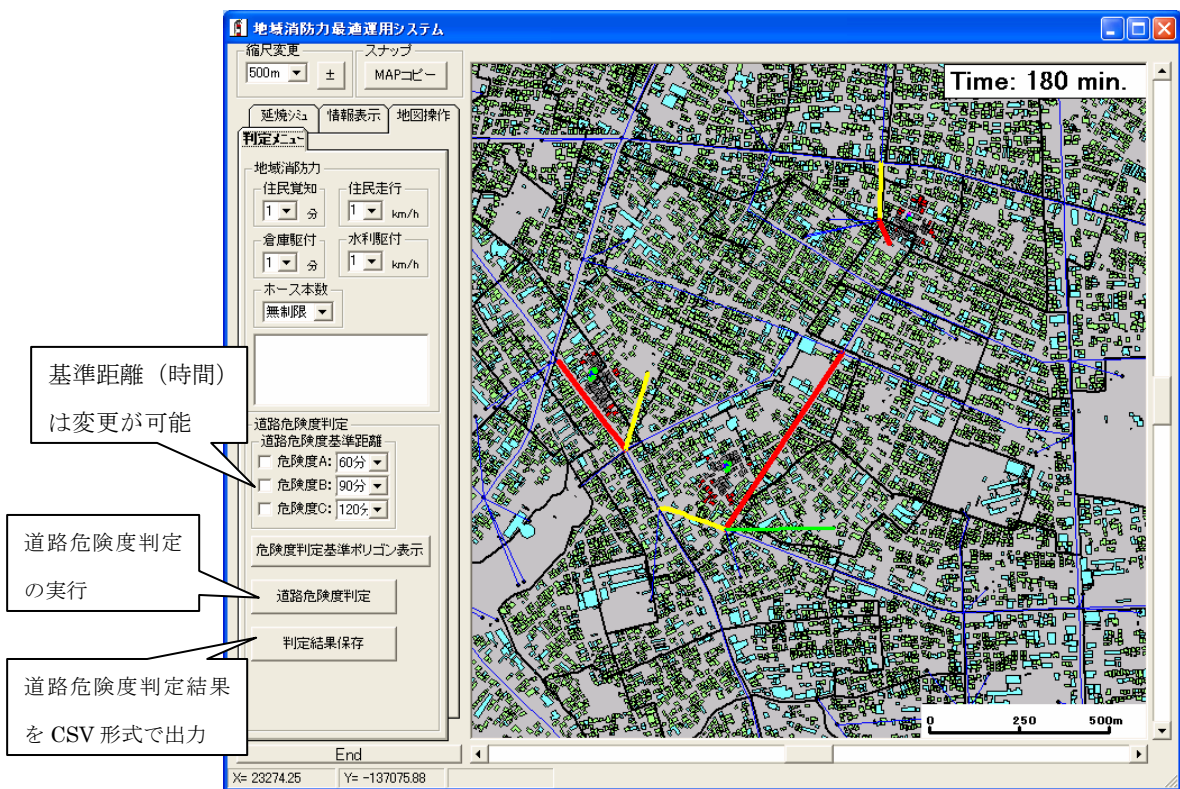 地域消防力最適運用システム
縮尺変更
スナップ
500m
±
MAPコピー
延焼ｼﾐｭ
情報表示
地図操作
判定ﾒﾆｭｰ
地域消防力
住民覚知
1
分
住民走行
1
km/h
倉庫駆付
1
分
水利駆付
1
km/h
ホース本数
無制限
道路危険度判定
道路危険度基準距離
危険度A:
60分
危険度B:
90分
危険度C:
危険度判定基準ポリゴン表示
道路危険度判定
判定結果保存
End
X= 23274.25
Y= -137075.88
Time: 180 min.
0
250
500m
基準距離（時間）
は変更が可能
道路危険度判定
の実行
道路危険度判定結果
を CSV 形式で出力